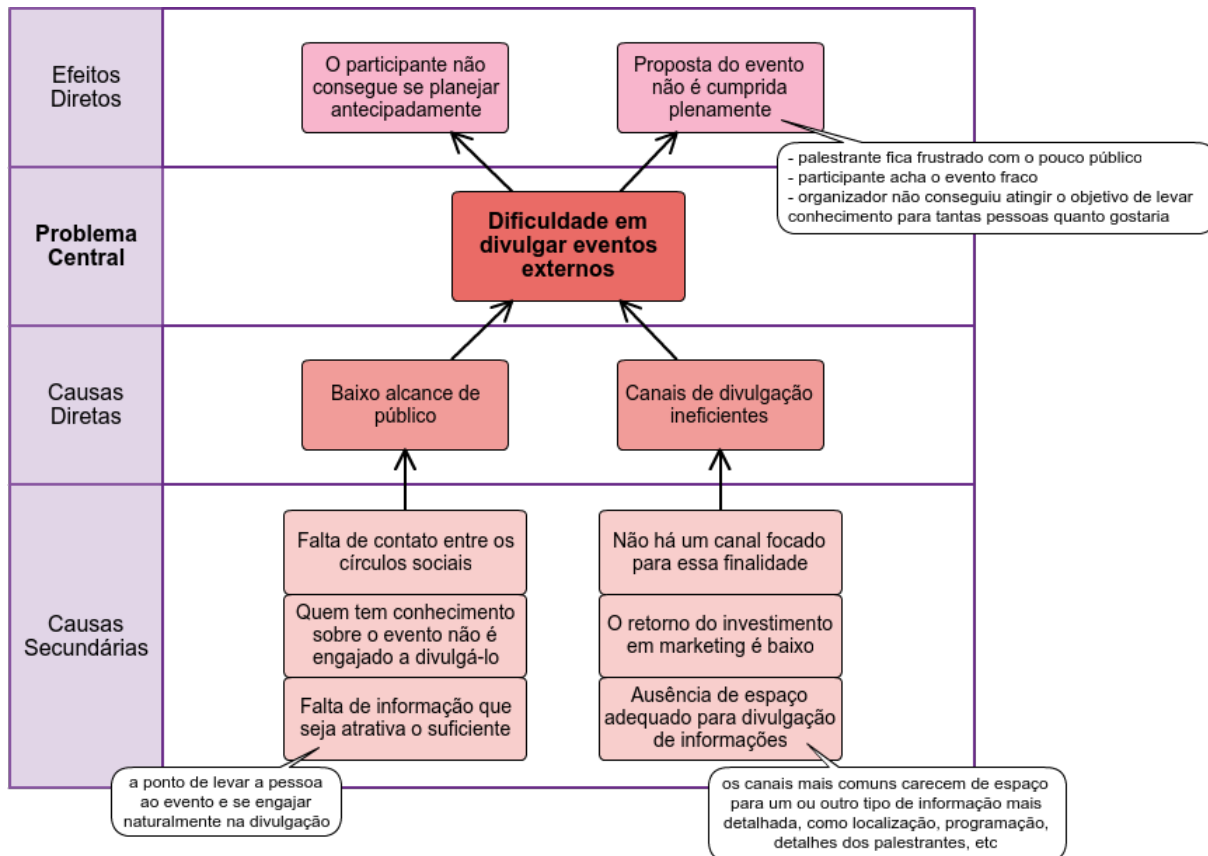 Efeitos
Diretos
O participante não
consegue se planejar
antecipadamente
Proposta do evento
não é cumprida
plenamente
- palestrante fica frustrado com o pouco público
- participante acha o evento fraco
- organizador não conseguiu atingir o objetivo de levar
conhecimento para tantas pessoas quanto gostaria
Problema
Central
Dificuldade em
divulgar eventos
externos
Causas
Diretas
Baixo alcance de
público
Canais de divulgação
ineficientes
Causas
Secundárias
Falta de contato entre os
círculos sociais
Quem tem conhecimento
sobre o evento não é
engajado a divulgá-lo
Falta de informação que
seja atrativa o suficiente
a ponto de levar a pessoa
ao evento e se engajar
naturalmente na divulgação
Não há um canal focado
para essa finalidade
O retorno do investimento
em marketing é baixo
Ausência de espaço
adequado para divulgação
de informações
os canais mais comuns carecem de espaço
para um ou outro tipo de informação mais
detalhada, como localização, programação,
detalhes dos palestrantes, etc